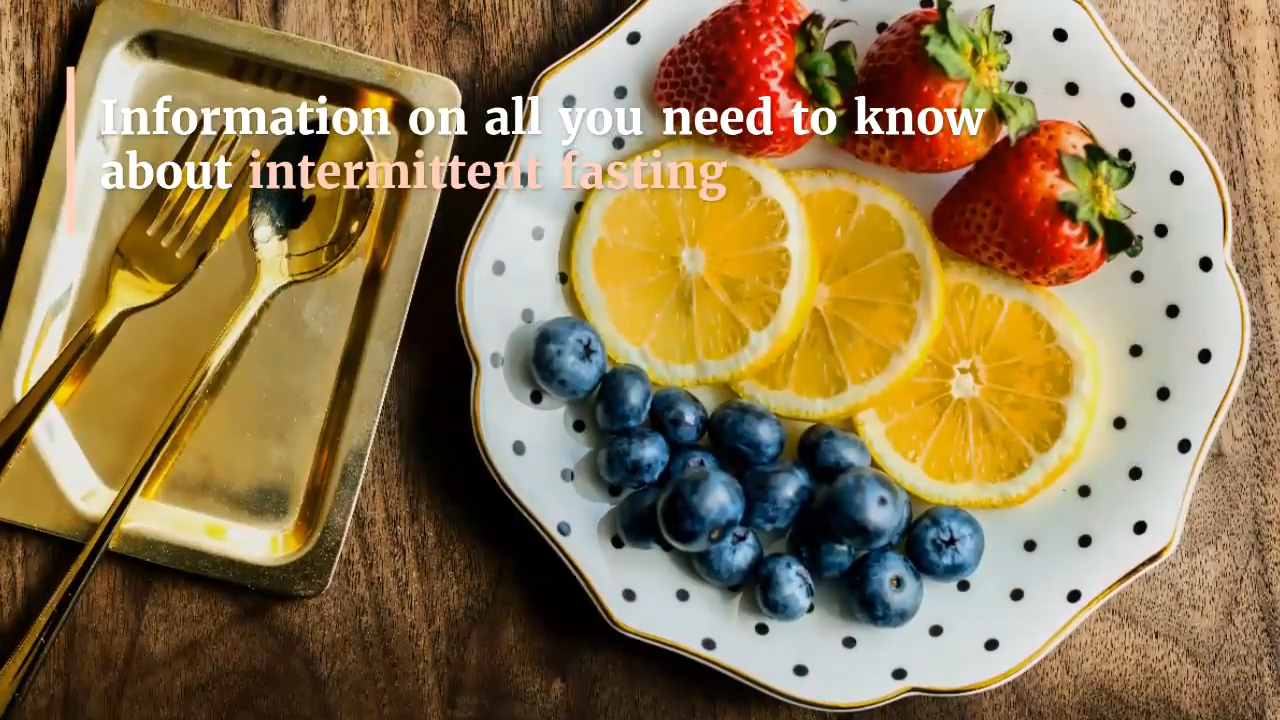 Information on all you need to know
about intermittent fasting